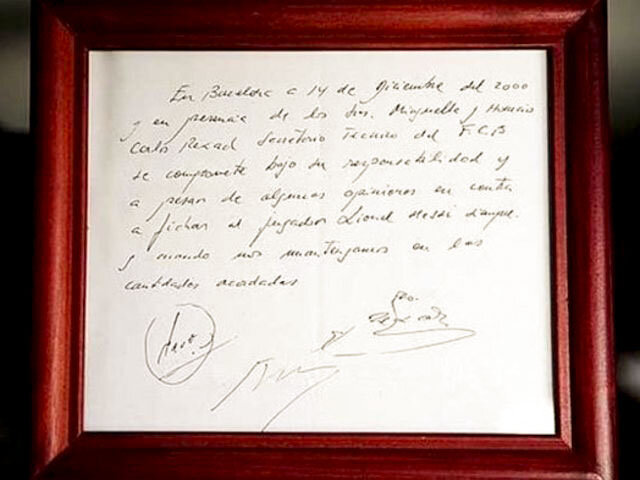 En Barcelona a 14 de Diciembre del 2000
y en presencia de los Sres. Minguella y Horacio
Carlos Rexach Secretario Tecnico del F.C.B
se compromete bajo su responsabilidad y
a pesar de algunas opiniones en contra
a fichar al jugador Lionel Messi siempre
y cuando nos mantengamos en las
cantidades acordadas